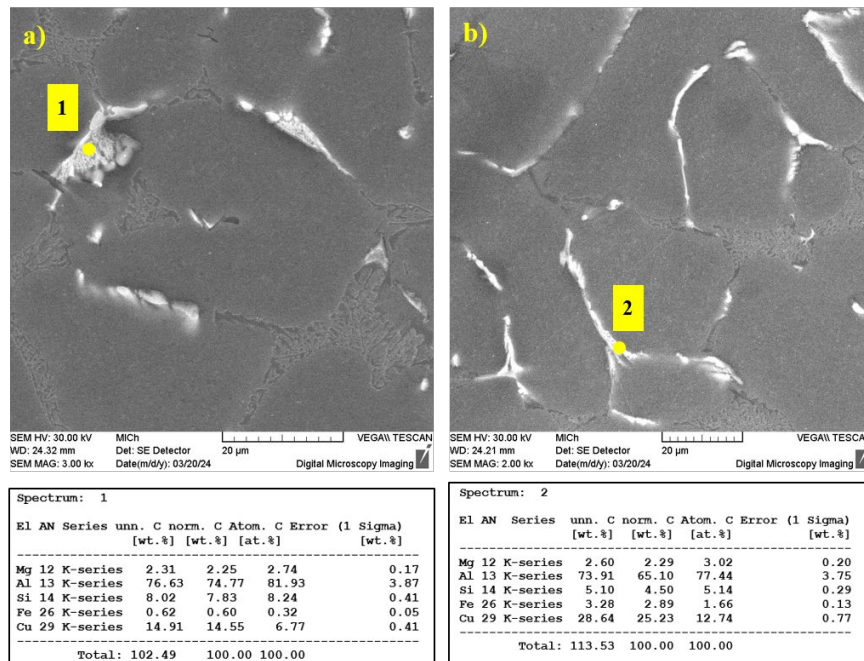 a)
1
SEM HV: 30.00 kV MICh VEGA\\ TESCAN
WD: 24.32 mm Det: SE Detector 20 µm
SEM MAG: 3.00 kx Date(m/d/y): 03/20/24 Digital Microscopy Imaging
Spectrum: 1
El AN Series unn. C norm. C Atom. C Error (1 Sigma)
[wt.%] [wt.%] [at.%] [wt.%]
Mg 12 K-series 2.31 2.25 2.74 0.17
Al 13 K-series 76.63 74.77 81.93 3.87
Si 14 K-series 8.02 7.83 8.24 0.41
Fe 26 K-series 0.62 0.60 0.32 0.05
Cu 29 K-series 14.91 14.55 6.77 0.41
Total: 102.49 100.00 100.00
b)
2
SEM HV: 30.00 kV MICh VEGA\\ TESCAN
WD: 24.21 mm Det: SE Detector 20 µm
SEM MAG: 2.00 kx Date(m/d/y): 03/20/24 Digital Microscopy Imaging
Spectrum: 2
El AN Series unn. C norm. C Atom. C Error (1 Sigma)
[wt.%] [wt.%] [at.%] [wt.%]
Mg 12 K-series 2.60 2.29 3.02 0.20
Al 13 K-series 73.91 65.10 77.44 3.75
Si 14 K-series 5.10 4.50 5.14 0.29
Fe 26 K-series 3.28 2.89 1.66 0.13
Cu 29 K-series 28.64 25.23 12.74 0.77
Total: 113.53 100.00 100.00